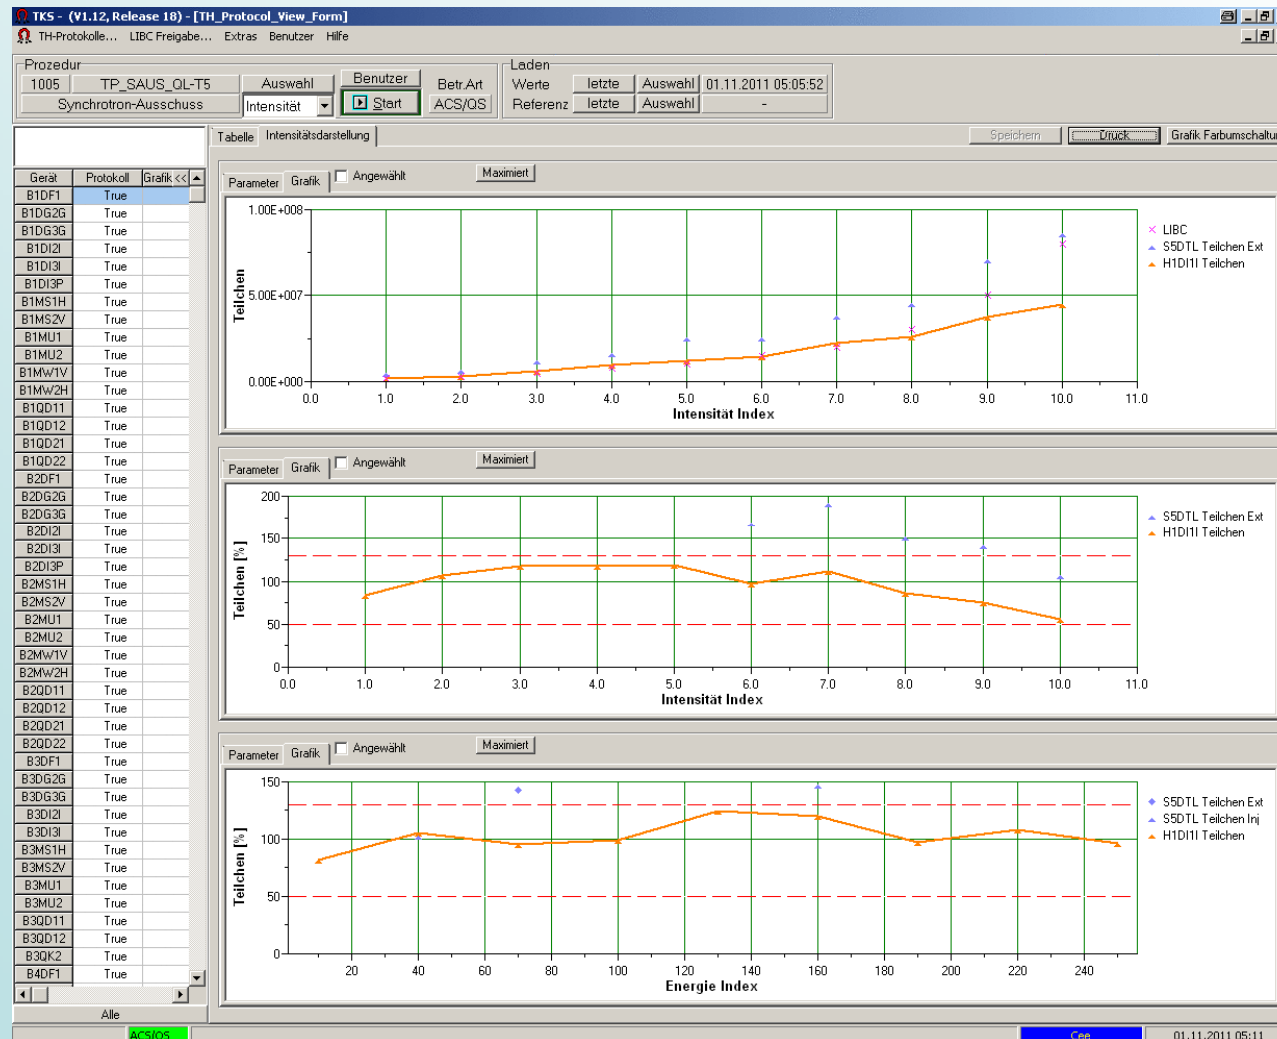 TKS - (V1.12, Release 18) - [TH_Protocol_View_Form]
TH-Protokolle... LIBC Freigabe... Extras Benutzer Hilfe
Prozedur
Laden
1005 TP_SAUS_QL-T5 Auswahl Benutzer Betr.Art Werte letzte Auswahl 01.11.2011 05:05:52
Synchrotron-Ausschuss Intensität Start ACS/QS Referenz letzte Auswahl -
Tabelle Intensitätsdarstellung Speichern Druck Grafik Farbumschaltur
Gerät Protokoll Grafik <<
B1DF1 True
B1DG2G True
B1DG3G True
B1DI2I True
B1DI3I True
B1DI3P True
B1MS1H True
B1MS2V True
B1MU1 True
B1MU2 True
B1MW1V True
B1MW2H True
B1QD11 True
B1QD12 True
B1QD21 True
B1QD22 True
B2DF1 True
B2DG2G True
B2DG3G True
B2DI2I True
B2DI3I True
B2DI3P True
B2MS1H True
B2MS2V True
B2MU1 True
B2MU2 True
B2MW1V True
B2MW2H True
B2QD11 True
B2QD12 True
B2QD21 True
B2QD22 True
B3DF1 True
B3DG2G True
B3DG3G True
B3DI2I True
B3DI3I True
B3MS1H True
B3MS2V True
B3MU1 True
B3MU2 True
B3QD11 True
B3QD12 True
B3QK2 True
B4DF1 True
Alle
Parameter Grafik Angewählt Maximiert
1.00E+008
5.00E+007
0.00E+000
Teilchen
0.0 1.0 2.0 3.0 4.0 5.0 6.0 7.0 8.0 9.0 10.0 11.0
Intensität Index
LIBC
S5DTL Teilchen Ext
H1DI1I Teilchen
Parameter Grafik Angewählt Maximiert
200
150
100
50
0
Teilchen [%]
0.0 1.0 2.0 3.0 4.0 5.0 6.0 7.0 8.0 9.0 10.0 11.0
Intensität Index
S5DTL Teilchen Ext
H1DI1I Teilchen
Parameter Grafik Angewählt Maximiert
150
100
50
0
Teilchen [%]
20 40 60 80 100 120 140 160 180 200 220 240
Energie Index
S5DTL Teilchen Ext
S5DTL Teilchen Inj
H1DI1I Teilchen
ACS/QS Cee 01.11.2011 05:11